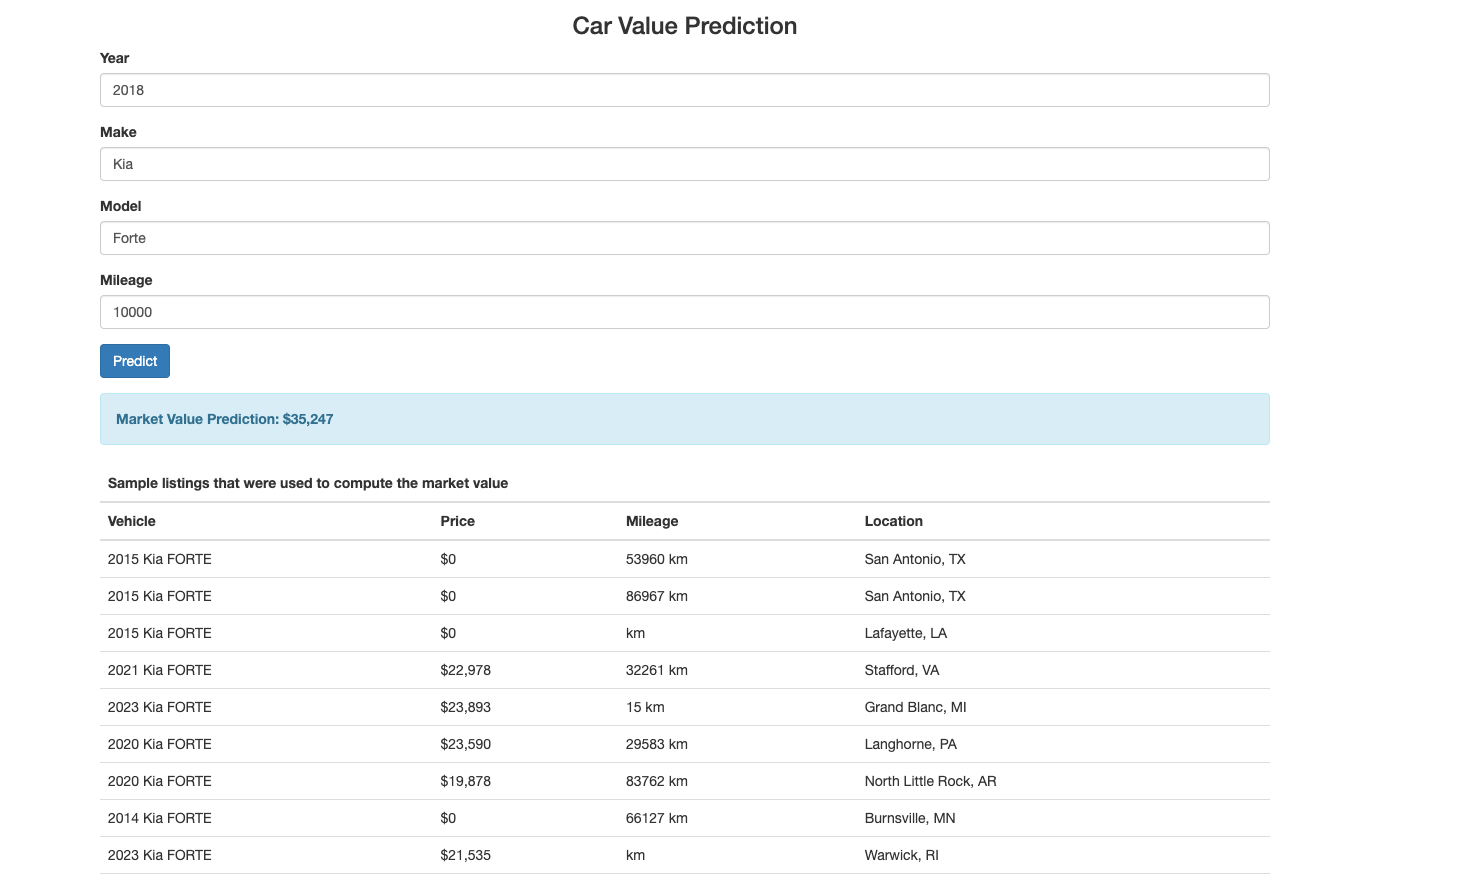 Car Value Prediction
Year
2018
Make
Kia
Model
Forte
Mileage
10000
Predict
Market Value Prediction: $35,247
Sample listings that were used to compute the market value
Vehicle Price Mileage Location
2015 Kia FORTE $0 53960 km San Antonio, TX
2015 Kia FORTE $0 86967 km San Antonio, TX
2015 Kia FORTE $0 km Lafayette, LA
2021 Kia FORTE $22,978 32261 km Stafford, VA
2023 Kia FORTE $23,893 15 km Grand Blanc, MI
2020 Kia FORTE $23,590 29583 km Langhorne, PA
2020 Kia FORTE $19,878 83762 km North Little Rock, AR
2014 Kia FORTE $0 66127 km Burnsville, MN
2023 Kia FORTE $21,535 km Warwick, RI